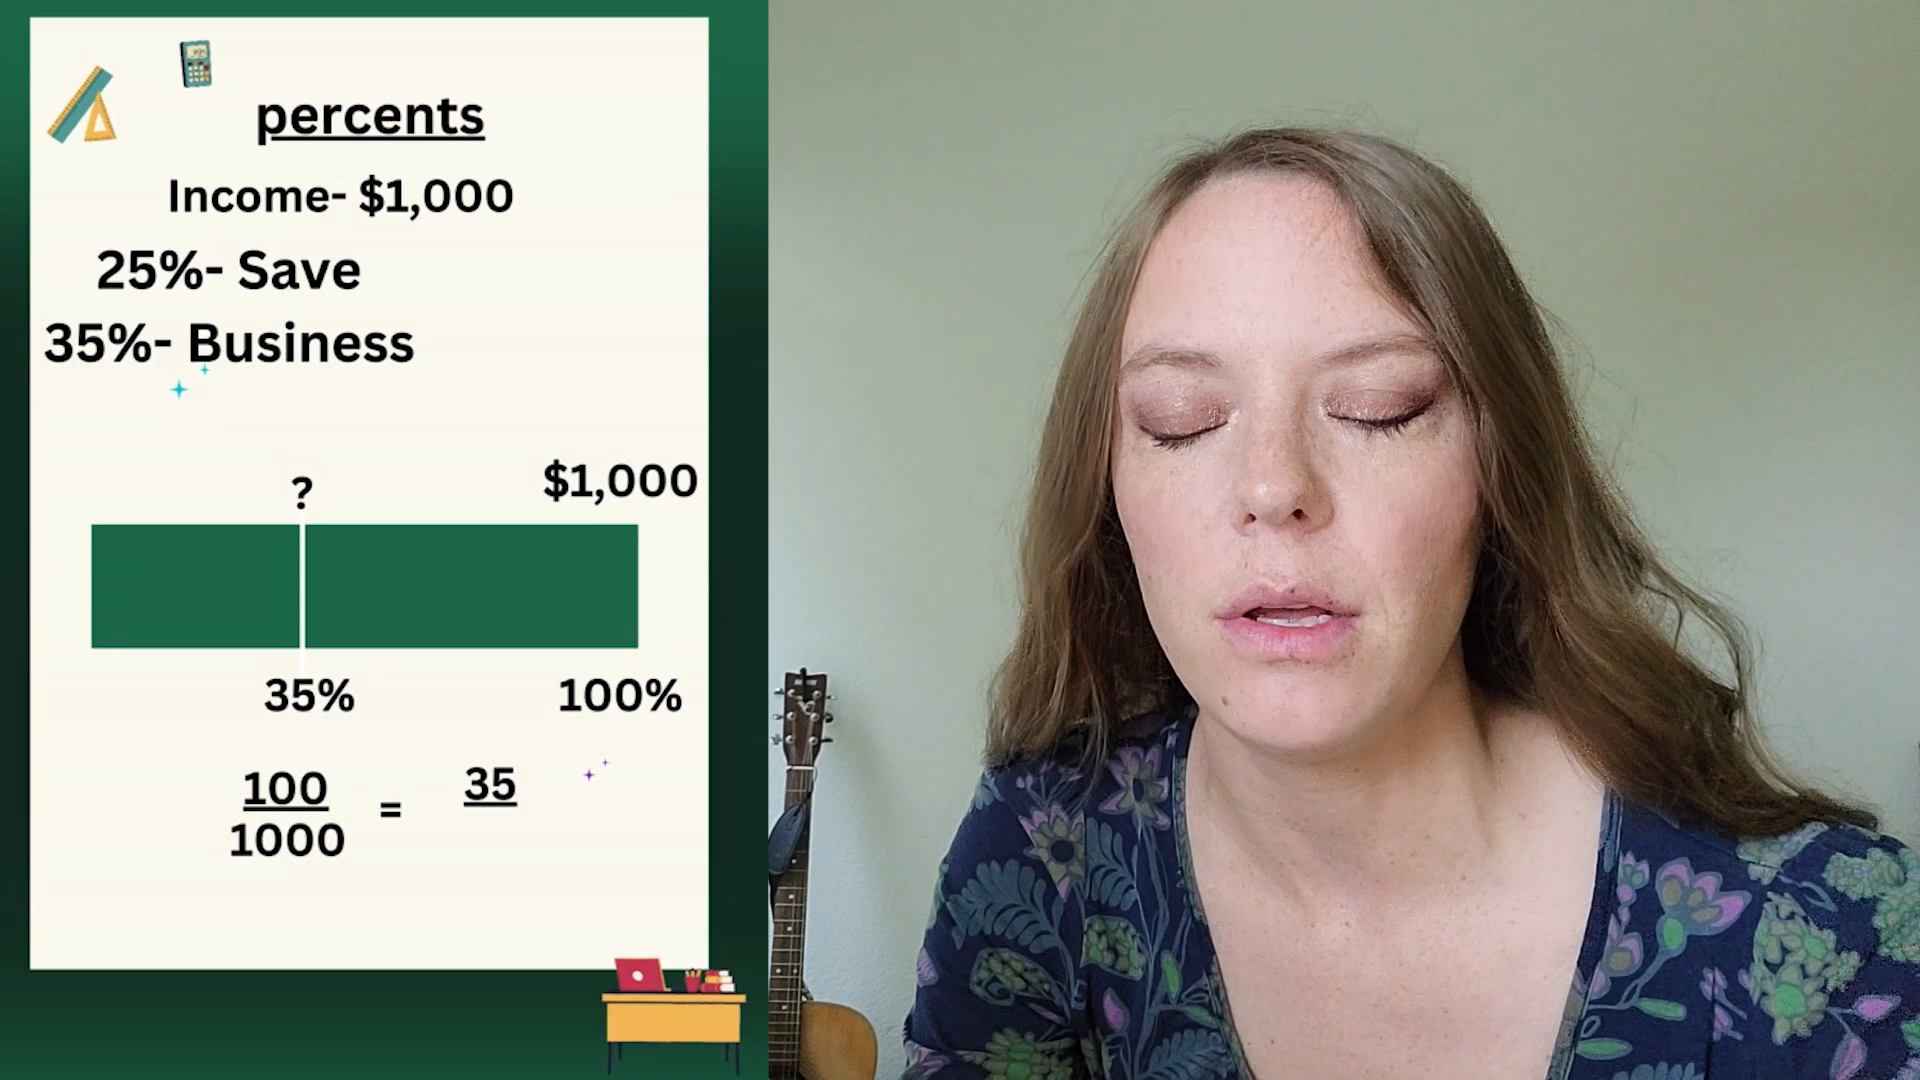 percents
Income- $1,000
25%- Save
35%- Business
? $1,000
35% 100%
100 = 35
1000